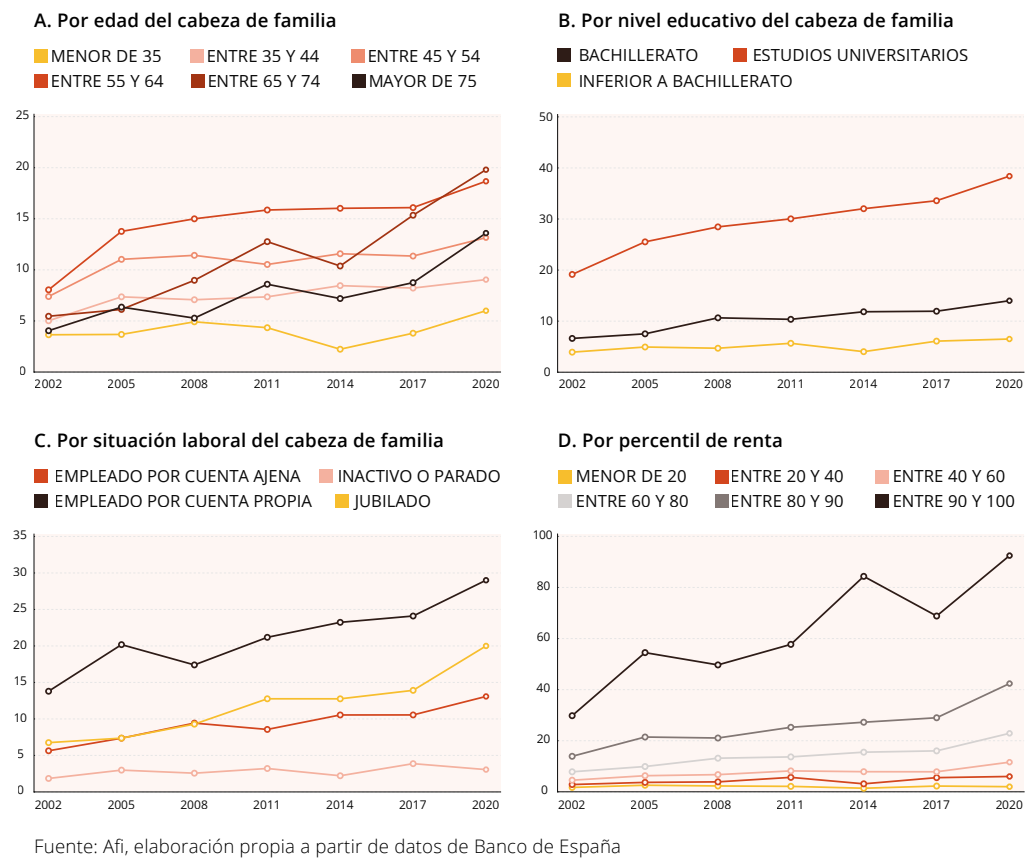 A. Por edad del cabeza de familia
MENOR DE 35 ENTRE 35 Y 44 ENTRE 45 Y 54
ENTRE 55 Y 64 ENTRE 65 Y 74 MAYOR DE 75
25
20
15
10
5
0
2002 2005 2008 2011 2014 2017 2020
B. Por nivel educativo del cabeza de familia
BACHILLERATO ESTUDIOS UNIVERSITARIOS
INFERIOR A BACHILLERATO
50
40
30
20
10
0
2002 2005 2008 2011 2014 2017 2020
C. Por situación laboral del cabeza de familia
EMPLEADO POR CUENTA AJENA INACTIVO O PARADO
EMPLEADO POR CUENTA PROPIA JUBILADO
35
30
25
20
15
10
5
0
2002 2005 2008 2011 2014 2017 2020
D. Por percentil de renta
MENOR DE 20 ENTRE 20 Y 40 ENTRE 40 Y 60
ENTRE 60 Y 80 ENTRE 80 Y 90 ENTRE 90 Y 100
100
80
60
40
20
0
2002 2005 2008 2011 2014 2017 2020
Fuente: Afi, elaboración propia a partir de datos de Banco de España